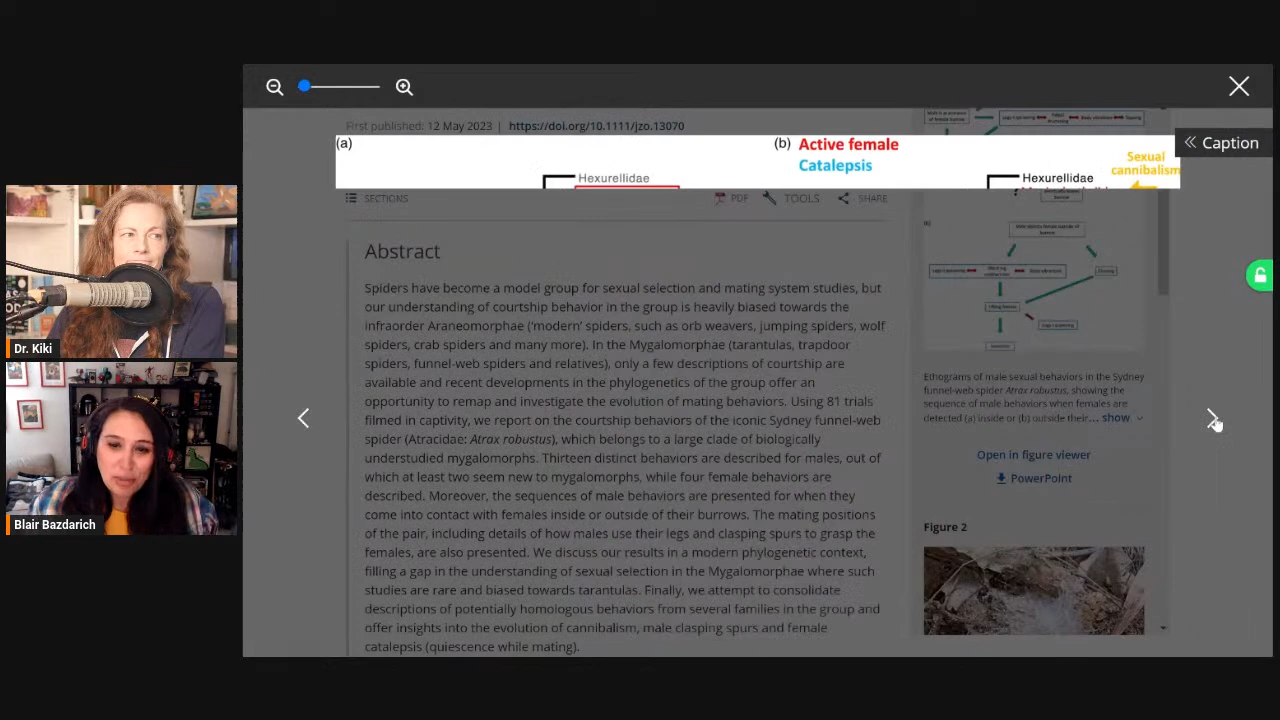 Caption
First published: 12 May 2023 | https://doi.org/10.1111/jzo.13070
(a)
(b) Active female
Catalepsis
Sexual
cannibalism
Hexurellidae
Hexurellidae
SECTIONS
PDF
TOOLS
SHARE
Abstract
Spiders have become a model group for sexual selection and mating system studies, but
our understanding of courtship behavior in the group is heavily biased towards the
infraorder Araneomorphae ('modern' spiders, such as orb weavers, jumping spiders, wolf
spiders, crab spiders and many more). In the Mygalomorphae (tarantulas, trapdoor
spiders, funnel-web spiders and relatives), only a few descriptions of courtship are
available and recent developments in the phylogenetics of the group offer an
opportunity to remap and investigate the evolution of mating behaviors. Using 81 trials
filmed in captivity, we report on the courtship behaviors of the iconic Sydney funnel-web
spider (Atracidae: Atrax robustus), which belongs to a large clade of biologically
understudied mygalomorphs. Thirteen distinct behaviors are described for males, out of
which at least two seem new to mygalomorphs, while four female behaviors are
described. Moreover, the sequences of male behaviors are presented for when they
come into contact with females inside or outside of their burrows. The mating positions
of the pair, including details of how males use their legs and clasping spurs to grasp the
females, are also presented. We discuss our results in a modern phylogenetic context,
filling a gap in the understanding of sexual selection in the Mygalomorphae where such
studies are rare and biased towards tarantulas. Finally, we attempt to consolidate
descriptions of potentially homologous behaviors from several families in the group and
offer insights into the evolution of cannibalism, male clasping spurs and female
catalepsis (quiescence while mating).
Ethograms of male sexual behaviors in the Sydney
funnel-web spider Atrax robustus, showing the
sequence of male behaviors when females are
detected (a) inside or (b) outside their... show
Open in figure viewer
PowerPoint
Figure 2
Dr. Kiki
Blair Bazdarich